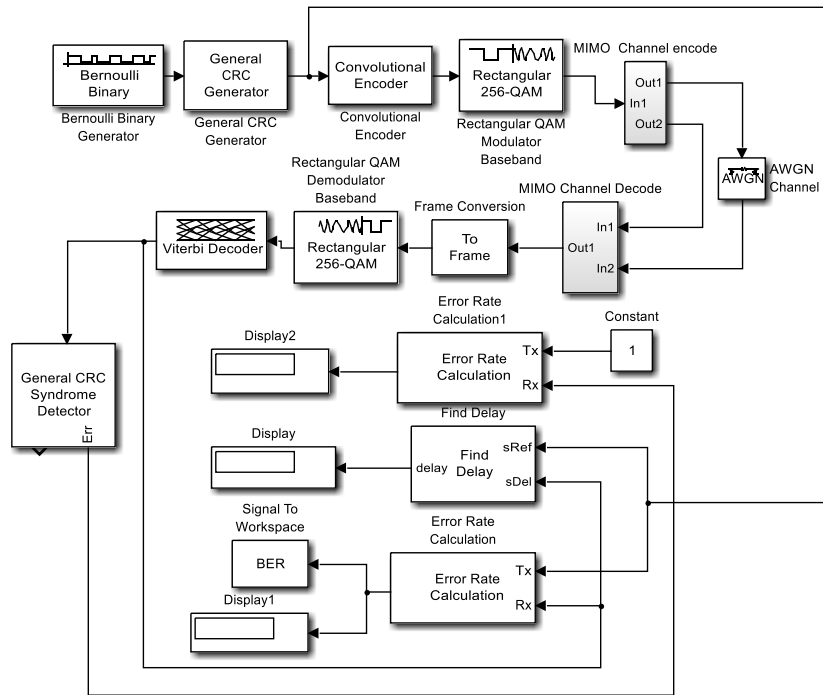 Bernoulli
Binary
Bernoulli Binary
Generator
General
CRC
Generator
General CRC
Generator
Convolutional
Encoder
Convolutional
Encoder
Rectangular
256-QAM
Rectangular QAM
Modulator
Baseband
MIMO Channel encode
Out1
In1
Out2
AWGN
AWGN
Channel
Rectangular QAM
Demodulator
Baseband
Rectangular
256-QAM
Viterbi Decoder
Frame Conversion
To
Frame
MIMO Channel Decode
In1
Out1
In2
General CRC
Syndrome
Detector
Err
Display2
Error Rate
Calculation1
Error Rate
Calculation
Tx
Rx
Constant
1
Display
Find Delay
delay
Find
Delay
sRef
sDel
Signal To
Workspace
BER
Display1
Error Rate
Calculation
Error Rate
Calculation
Tx
Rx